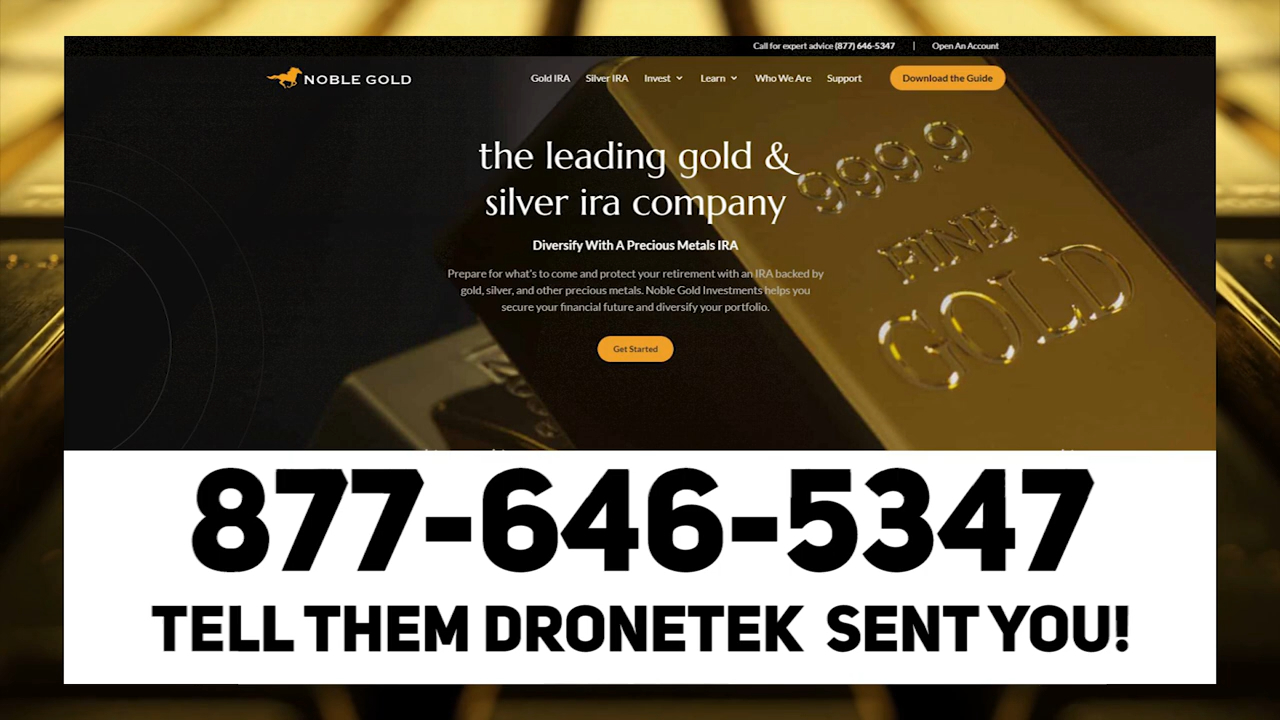 Call for expert advice (877) 646-5347 | Open An Account
NOBLE GOLD Gold IRA Silver IRA Invest Learn Who We Are Support Download the Guide
the leading gold &
silver ira company
Diversify With A Precious Metals IRA
Prepare for what's to come and protect your retirement with an IRA backed by
gold, silver, and other precious metals. Noble Gold Investments helps you
secure your financial future and diversify your portfolio.
Get Started
999.9
FINE
GOLD
877-646-5347
TELL THEM DRONETEK SENT YOU!